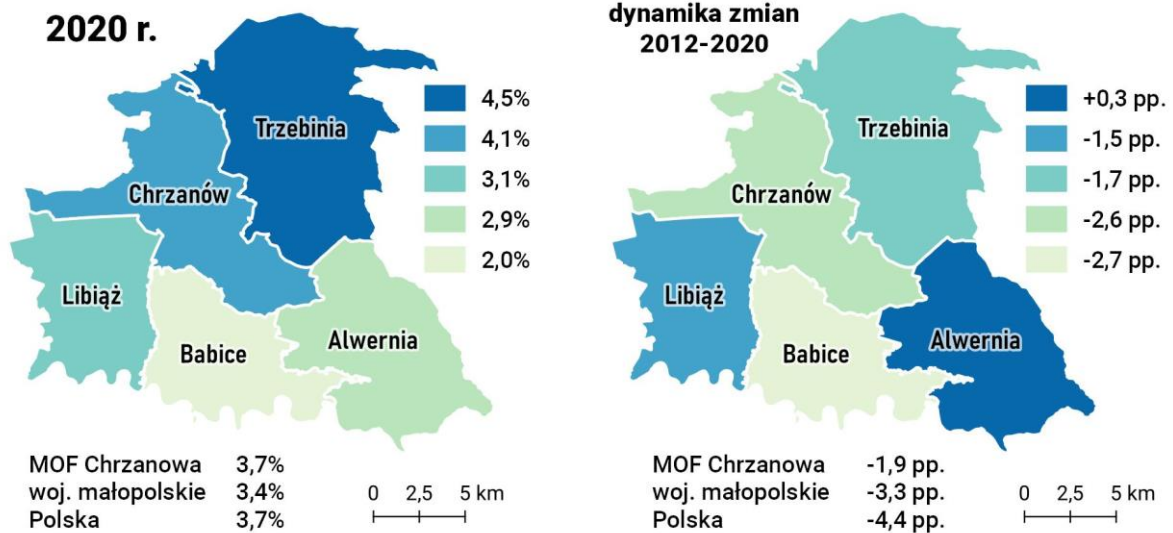 2020 r.
4,5%
4,1%
3,1%
2,9%
2,0%
Trzebinia
Chrzanów
Libiąż
Babice
Alwernia
MOF Chrzanowa 3,7%
woj. małopolskie 3,4%
Polska 3,7%
0 2,5 5 km
dynamika zmian
2012-2020
+0,3 pp.
-1,5 pp.
-1,7 pp.
-2,6 pp.
-2,7 pp.
Trzebinia
Chrzanów
Libiąż
Babice
Alwernia
MOF Chrzanowa -1,9 pp.
woj. małopolskie -3,3 pp.
Polska -4,4 pp.
0 2,5 5 km